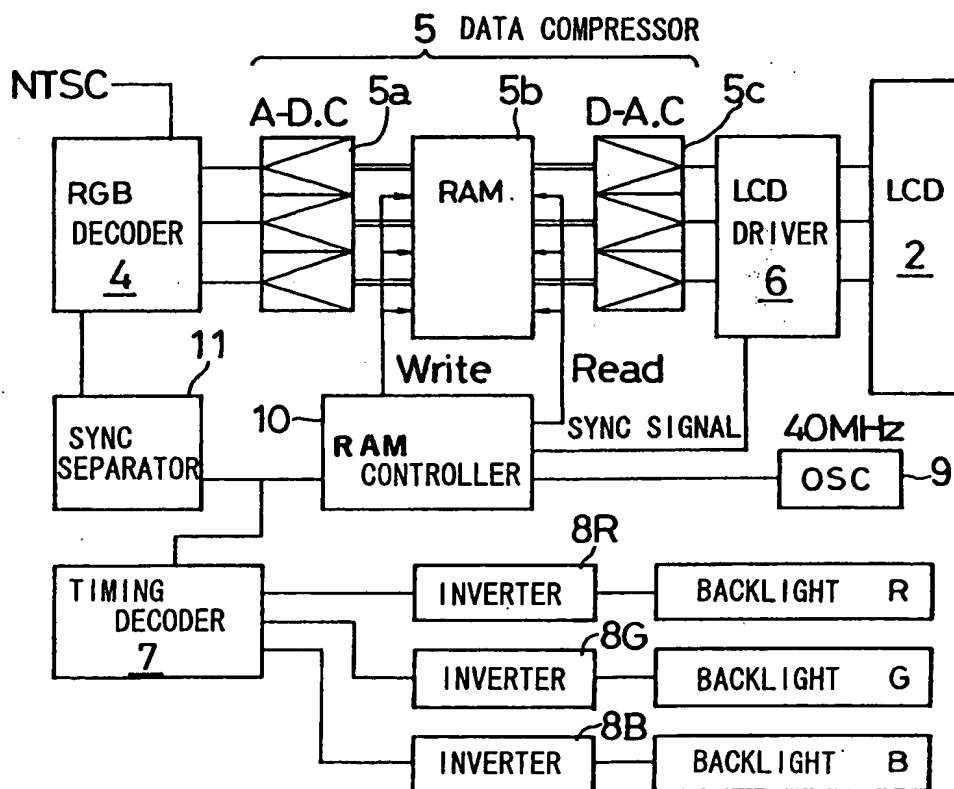 5 DATA COMPRESSOR
NTSC
A-D.C
5a
5b
D-A.C
5c
RGB
DECODER
4
RAM.
LCD
DRIVER
6
LCD
2
11
Write
Read
10
SYNC
SEPARATOR
RAM
CONTROLLER
SYNC SIGNAL
40MHz
OSC
9
TIMING
DECODER
7
8R
INVERTER
BACKLIGHT R
8G
INVERTER
BACKLIGHT G
8B
INVERTER
BACKLIGHT B